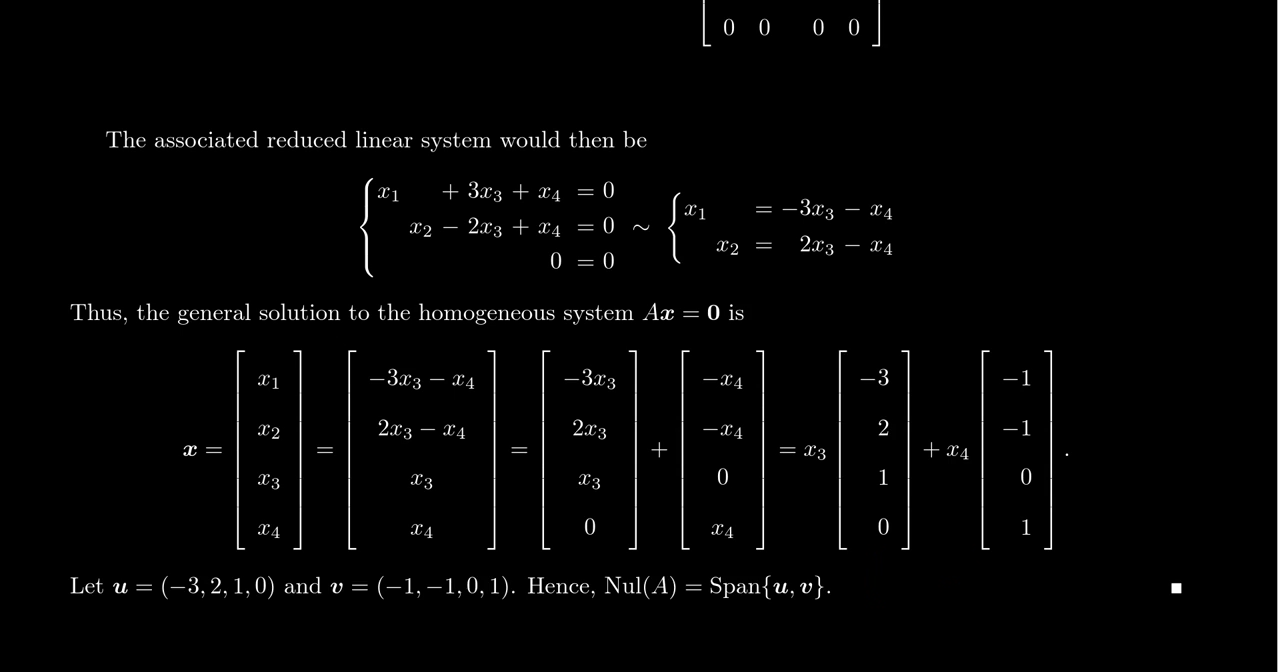 0 0 0 0
The associated reduced linear system would then be
x₁ + 3x₃ + x₄ = 0
x₂ − 2x₃ + x₄ = 0 ∼ x₁ = −3x₃ − x₄
0 = 0 x₂ = 2x₃ − x₄
Thus, the general solution to the homogeneous system Ax = 0 is
x = [x₁ x₂ x₃ x₄] = [−3x₃ − x₄ 2x₃ − x₄ x₃ x₄] = [−3x₃ 2x₃ x₃ 0] + [−x₄ −x₄ 0 x₄] = x₃ [−3 2 1 0] + x₄ [−1 −1 0 1].
Let u = (−3, 2, 1, 0) and v = (−1, −1, 0, 1). Hence, Nul(A) = Span{u, v}. ■